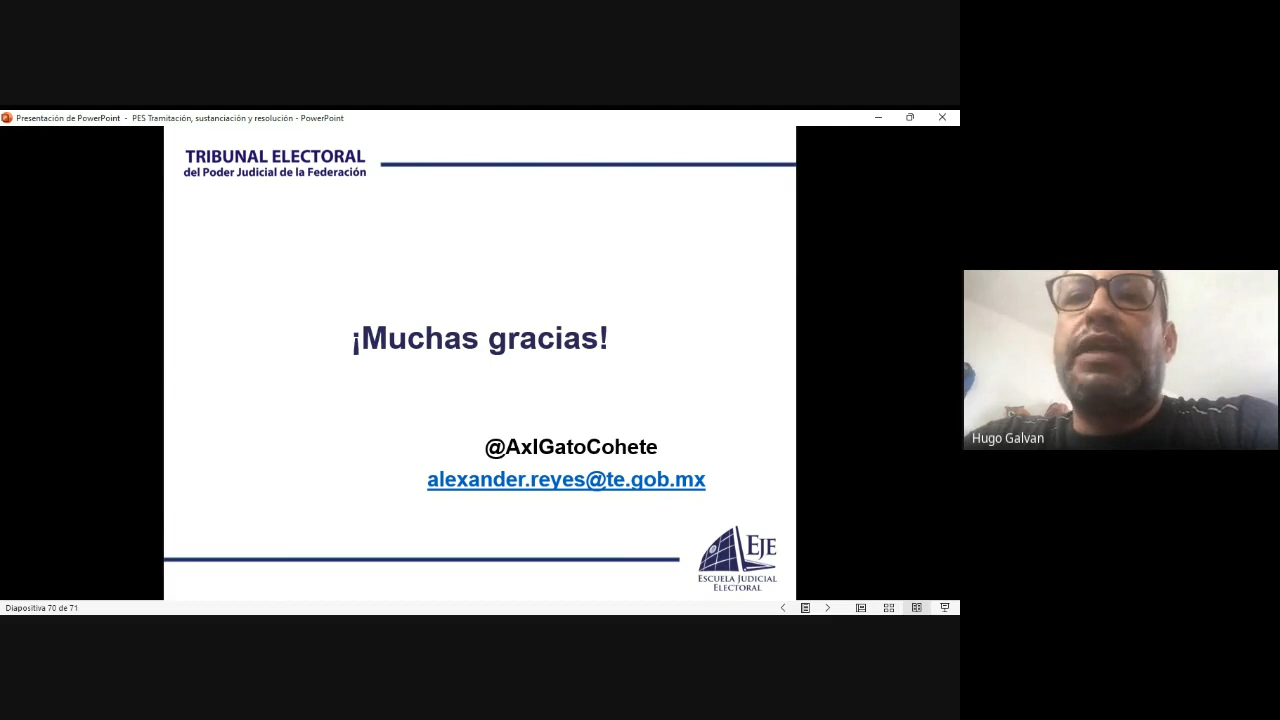 Presentación de PowerPoint - PES Tramitación, sustanciación y resolución - PowerPoint
TRIBUNAL ELECTORAL
del Poder Judicial de la Federación
¡Muchas gracias!
@AxlGatoCohete
alexander.reyes@te.gob.mx
EJE
ESCUELA JUDICIAL
ELECTORAL
Diapositiva 70 de 71
Hugo Galvan